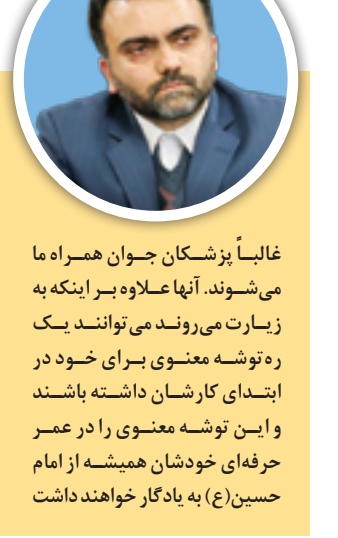 غالباً پزشکان جوان همراه ما
می‌شوند. آنها علاوه بر اینکه به
زیارت می‌روند می‌توانند یک
ره‌توشه معنوی برای خود در
ابتدای کارشان داشته باشند
و این توشه معنوی را در عمر
حرفه‌ای خودشان همیشه از امام
حسین(ع) به یادگار خواهند داشت